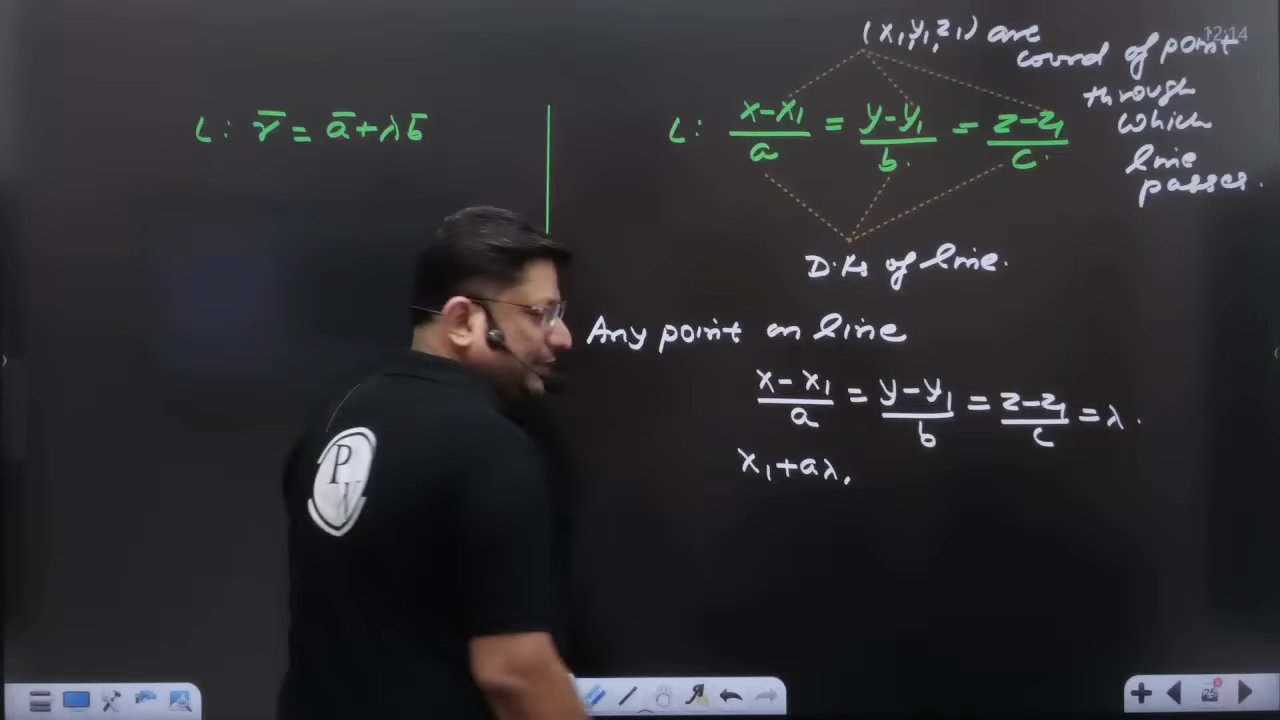 (x₁, y₁, z₁) are
coord of point
through
which
line
passes.
12:14
L: r̄ = ā + λb̄
L: (x-x₁)/a = (y-y₁)/b = (z-z₁)/c
D.Rs of line.
Any point on line
(x-x₁)/a = (y-y₁)/b = (z-z₁)/c = λ.
x₁+aλ,
PW
25